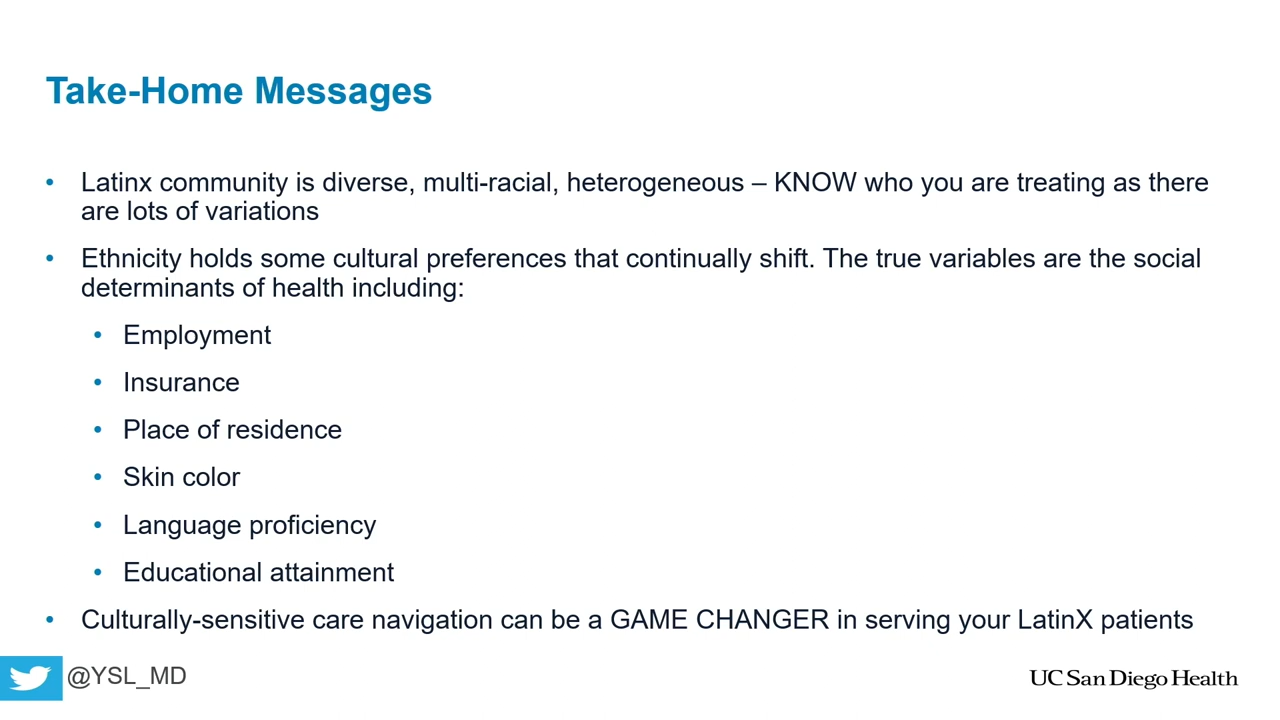 Take-Home Messages
• Latinx community is diverse, multi-racial, heterogeneous – KNOW who you are treating as there
are lots of variations
• Ethnicity holds some cultural preferences that continually shift. The true variables are the social
determinants of health including:
• Employment
• Insurance
• Place of residence
• Skin color
• Language proficiency
• Educational attainment
• Culturally-sensitive care navigation can be a GAME CHANGER in serving your LatinX patients
@YSL_MD
UC San Diego Health